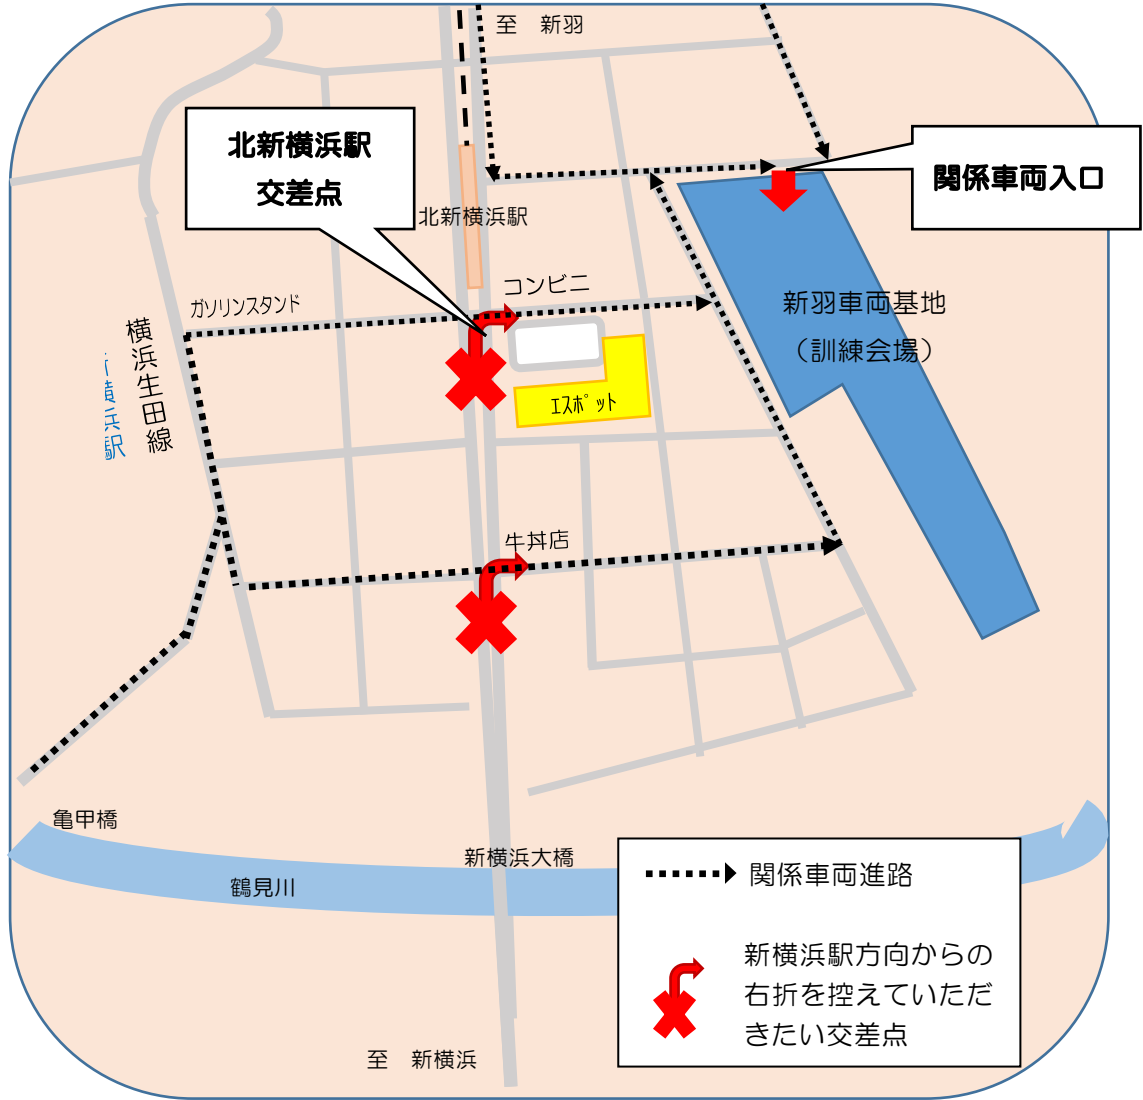 至　新羽
北新横浜駅
交差点
関係車両入口
北新横浜駅
コンビニ
ガソリンスタンド
新羽車両基地
（訓練会場）
横浜生田線
新横浜駅
エスポット
牛丼店
亀甲橋
新横浜大橋
鶴見川
関係車両進路
新横浜駅方向からの
右折を控えていただ
きたい交差点
至　新横浜